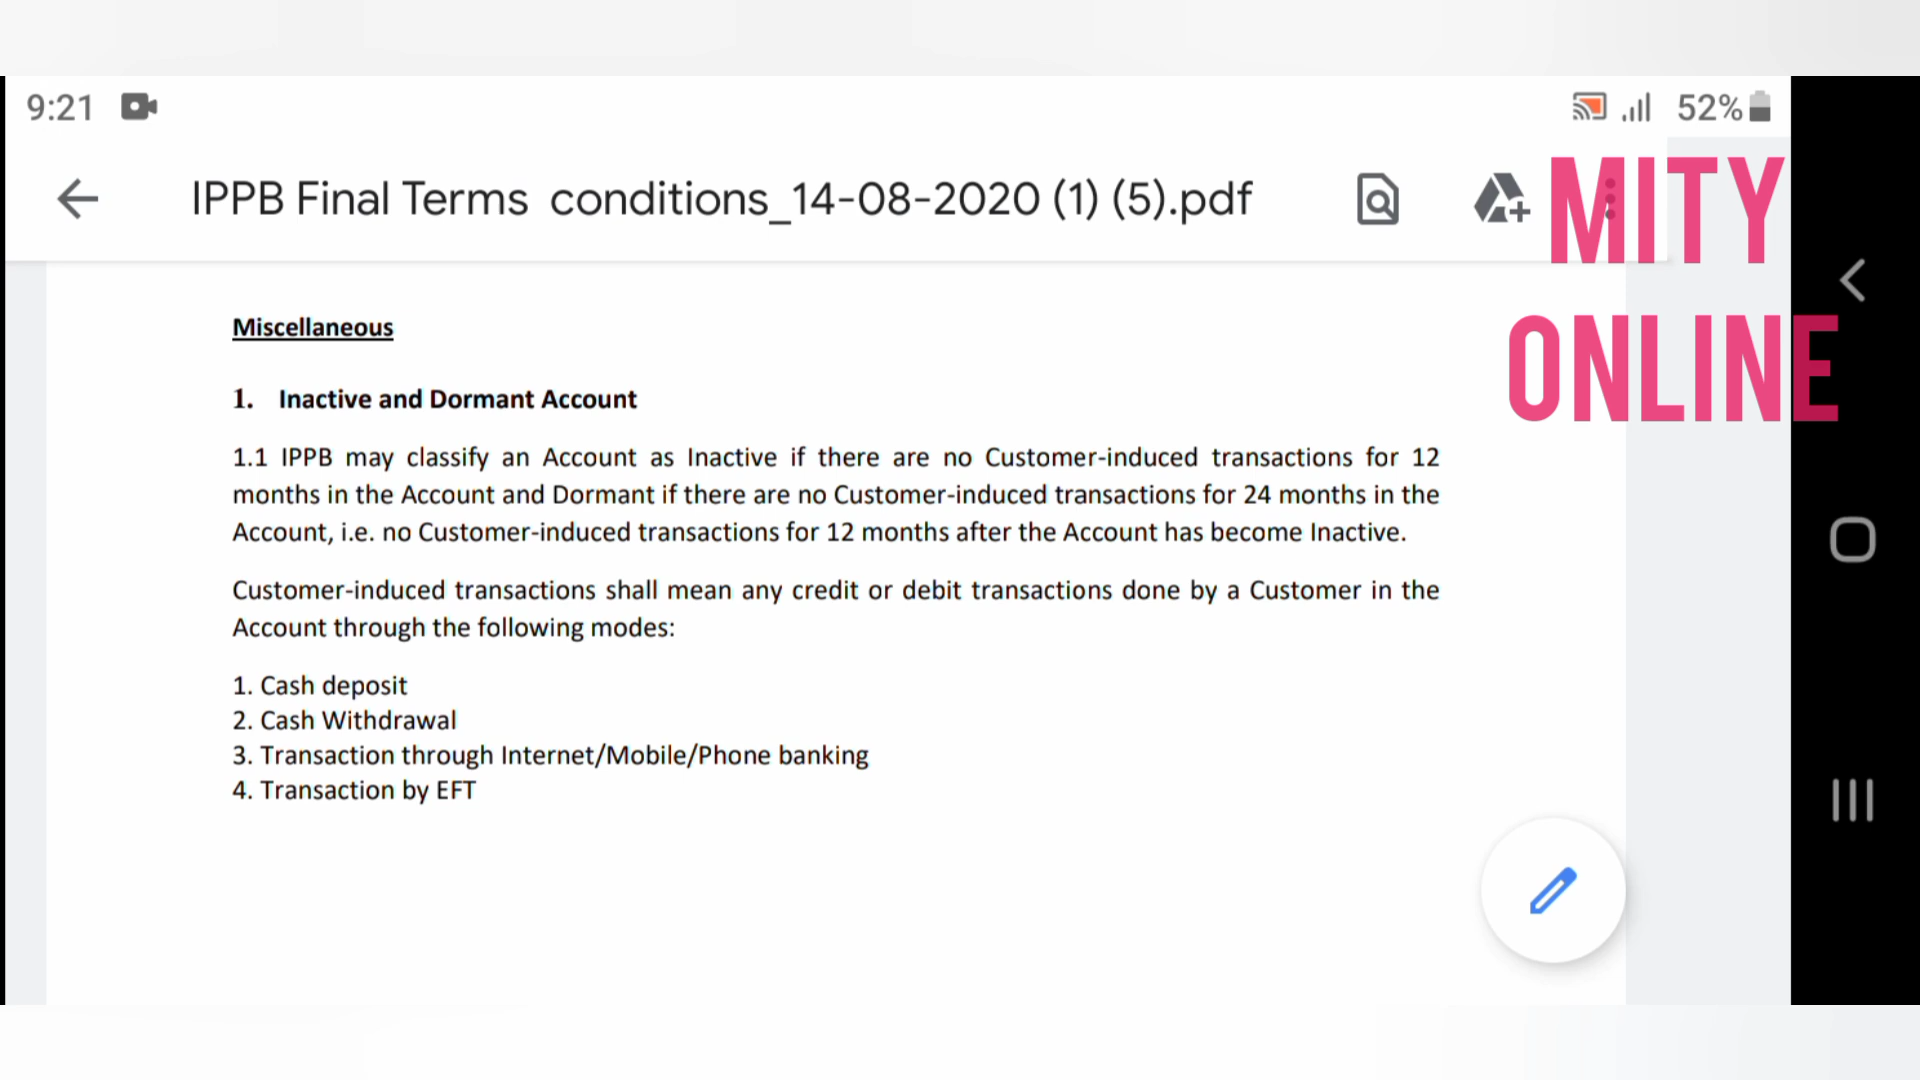 9:21
52%
IPPB Final Terms conditions_14-08-2020 (1) (5).pdf
MITY
ONLINE
Miscellaneous
1. Inactive and Dormant Account
1.1 IPPB may classify an Account as Inactive if there are no Customer-induced transactions for 12
months in the Account and Dormant if there are no Customer-induced transactions for 24 months in the
Account, i.e. no Customer-induced transactions for 12 months after the Account has become Inactive.
Customer-induced transactions shall mean any credit or debit transactions done by a Customer in the
Account through the following modes:
1. Cash deposit
2. Cash Withdrawal
3. Transaction through Internet/Mobile/Phone banking
4. Transaction by EFT